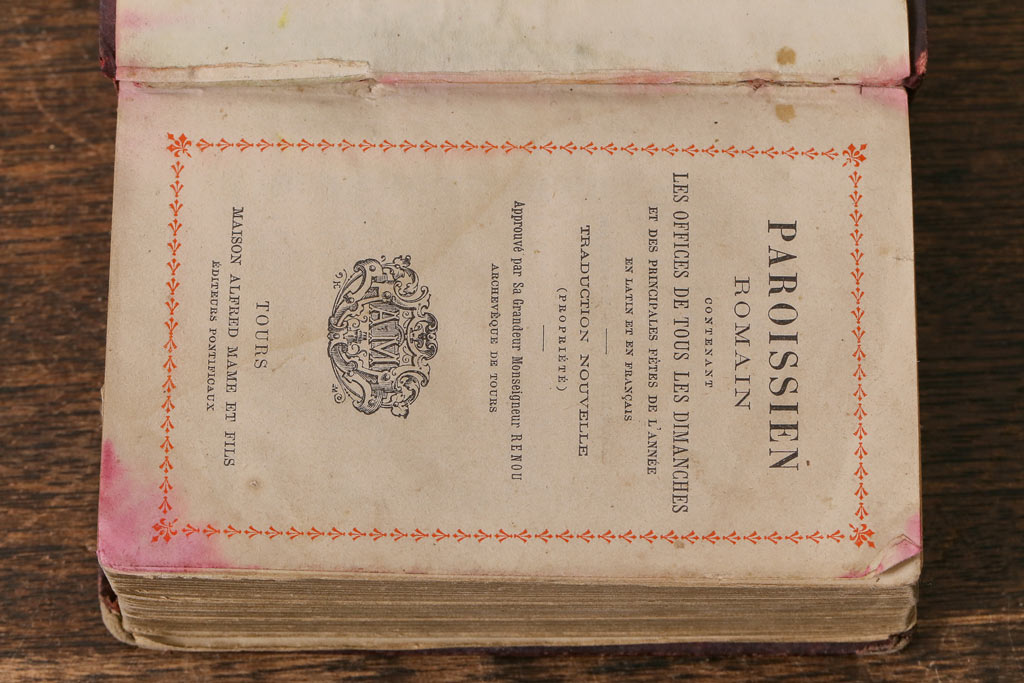 PAROISSIEN
ROMAIN
CONTENANT
LES OFFICES DE TOUS LES DIMANCHES
ET DES PRINCIPALES FÊTES DE L'ANNÉE
EN LATIN ET EN FRANÇAIS
TRADUCTION NOUVELLE
(PROPRIÉTÉ)
Approuvé par Sa Grandeur Monseigneur RENOU
ARCHEVÊQUE DE TOURS
AM
TOURS
MAISON ALFRED MAME ET FILS
ÉDITEURS PONTIFICAUX